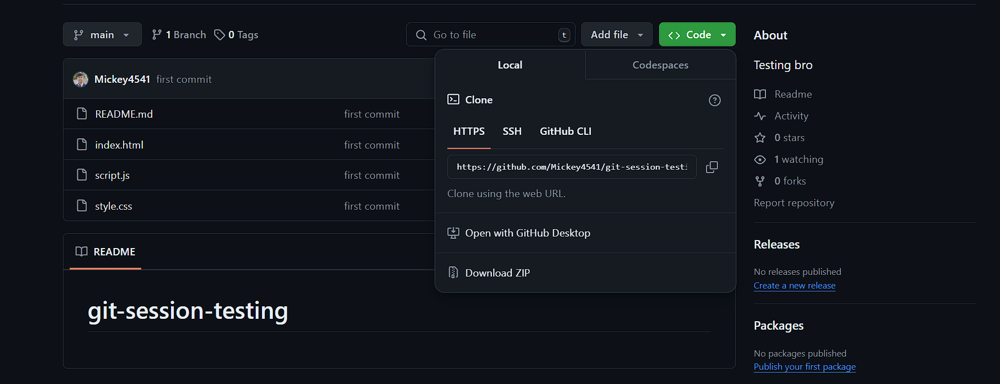 main
1 Branch
0 Tags
Go to file
t
Add file
Code
Mickey4541 first commit
README.md first commit
index.html first commit
script.js first commit
style.css first commit
Local
Codespaces
Clone
HTTPS
SSH
GitHub CLI
https://github.com/Mickey4541/git-session-testi
Clone using the web URL.
Open with GitHub Desktop
Download ZIP
README
git-session-testing
About
Testing bro
Readme
Activity
0 stars
1 watching
0 forks
Report repository
Releases
No releases published
Create a new release
Packages
No packages published
Publish your first package